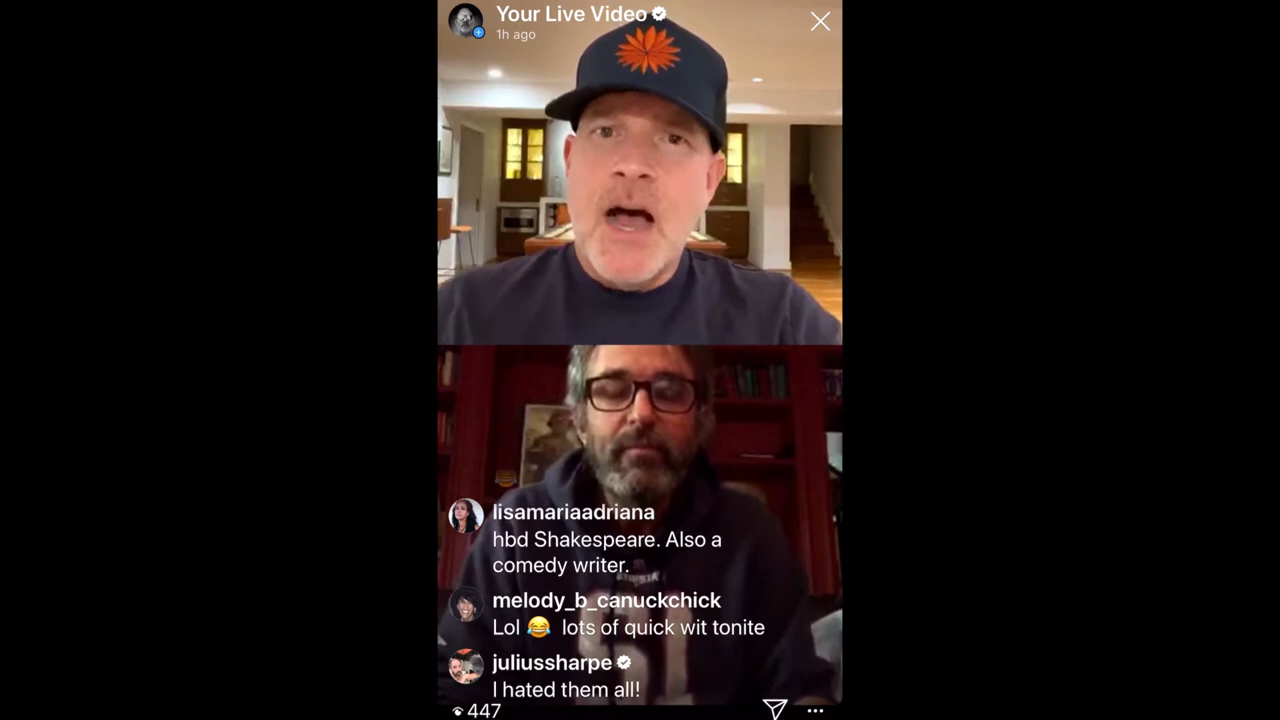 Your Live Video
1h ago
lisamariaadriana
hbd Shakespeare. Also a
comedy writer.
melody_b_canuckchick
Lol 😂 lots of quick wit tonite
juliussharpe
I hated them all!
447